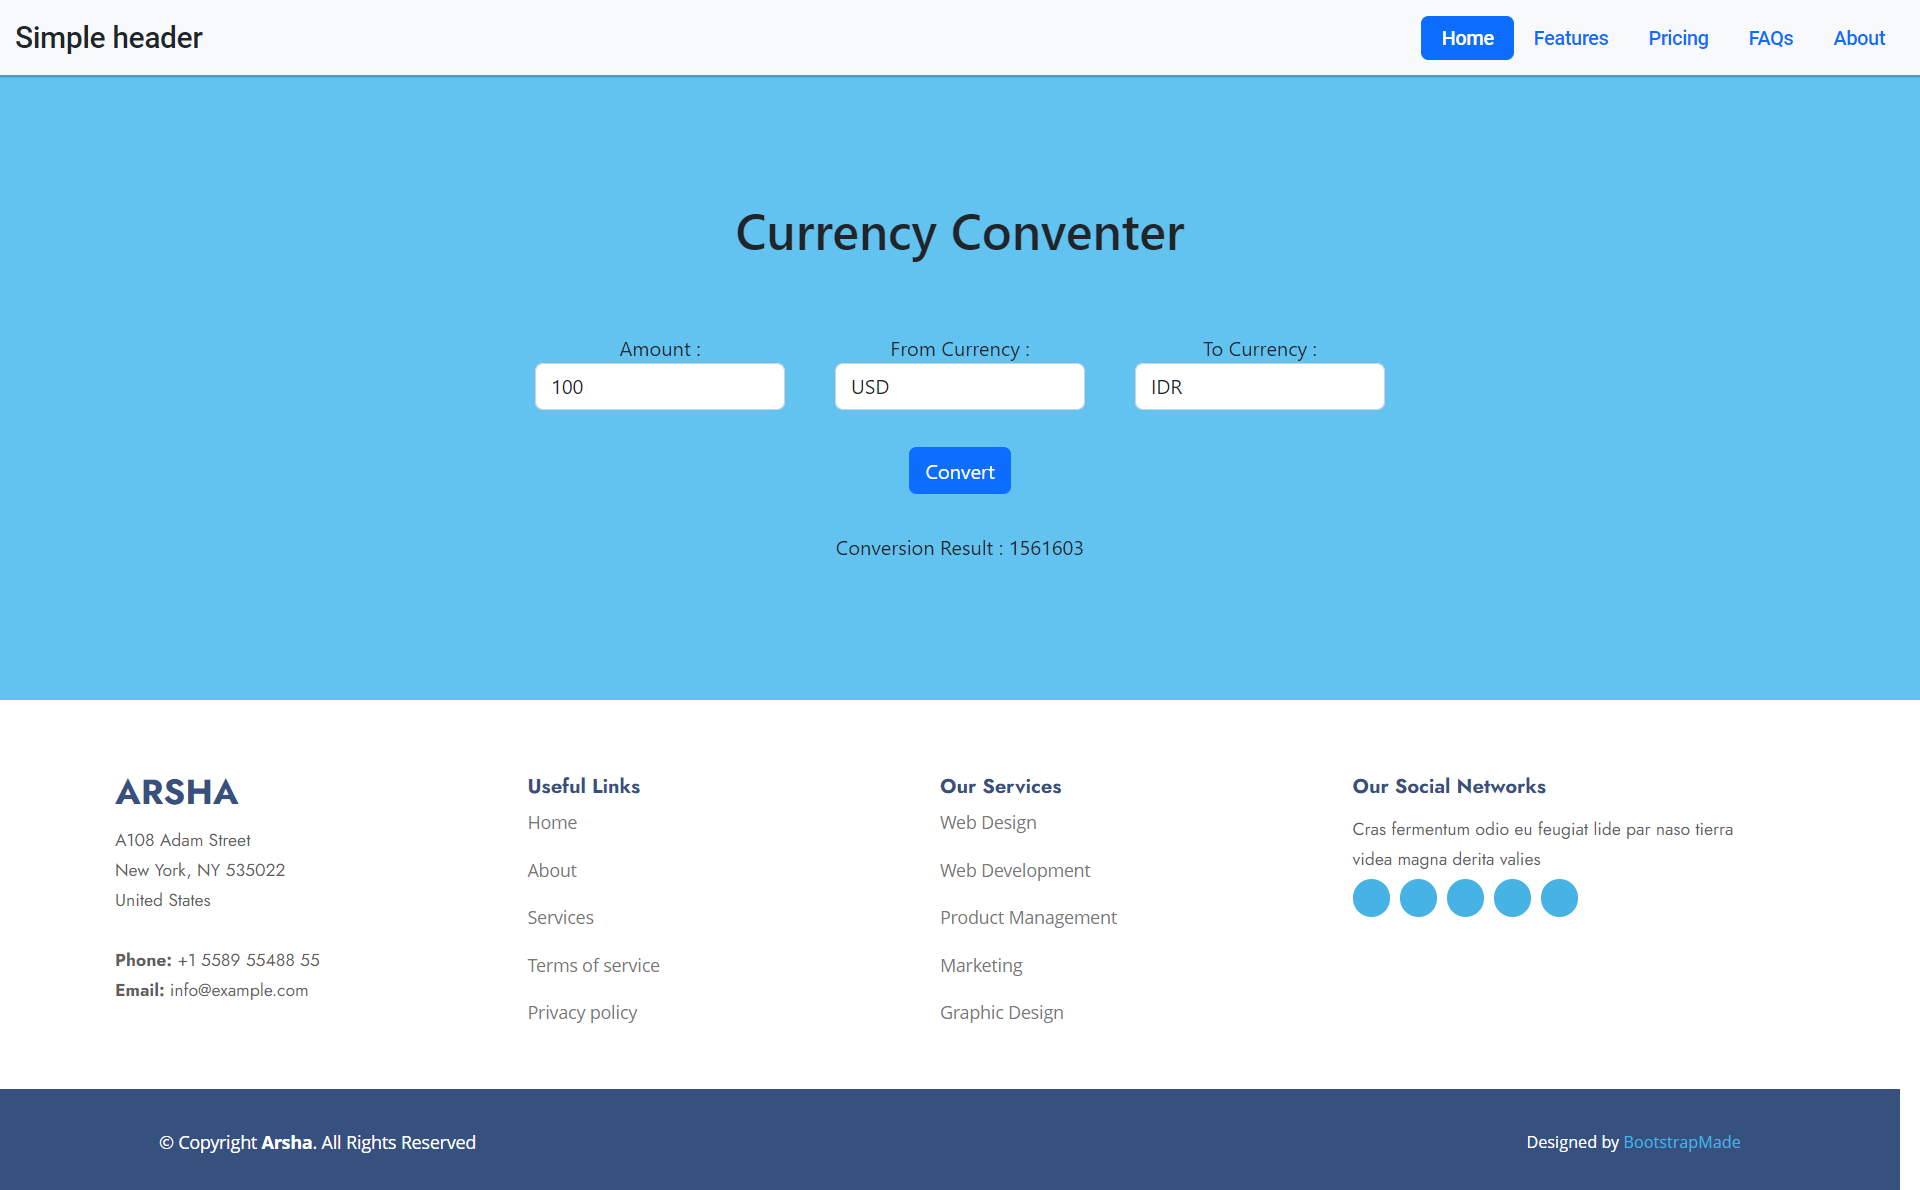 Simple header
Home
Features
Pricing
FAQs
About
Currency Conventer
Amount :
From Currency :
To Currency :
100
USD
IDR
Convert
Conversion Result : 1561603
ARSHA
A108 Adam Street
New York, NY 535022
United States
Phone: +1 5589 55488 55
Email: info@example.com
Useful Links
Home
About
Services
Terms of service
Privacy policy
Our Services
Web Design
Web Development
Product Management
Marketing
Graphic Design
Our Social Networks
Cras fermentum odio eu feugiat lide par naso tierra
videa magna derita valies
© Copyright Arsha. All Rights Reserved
Designed by BootstrapMade